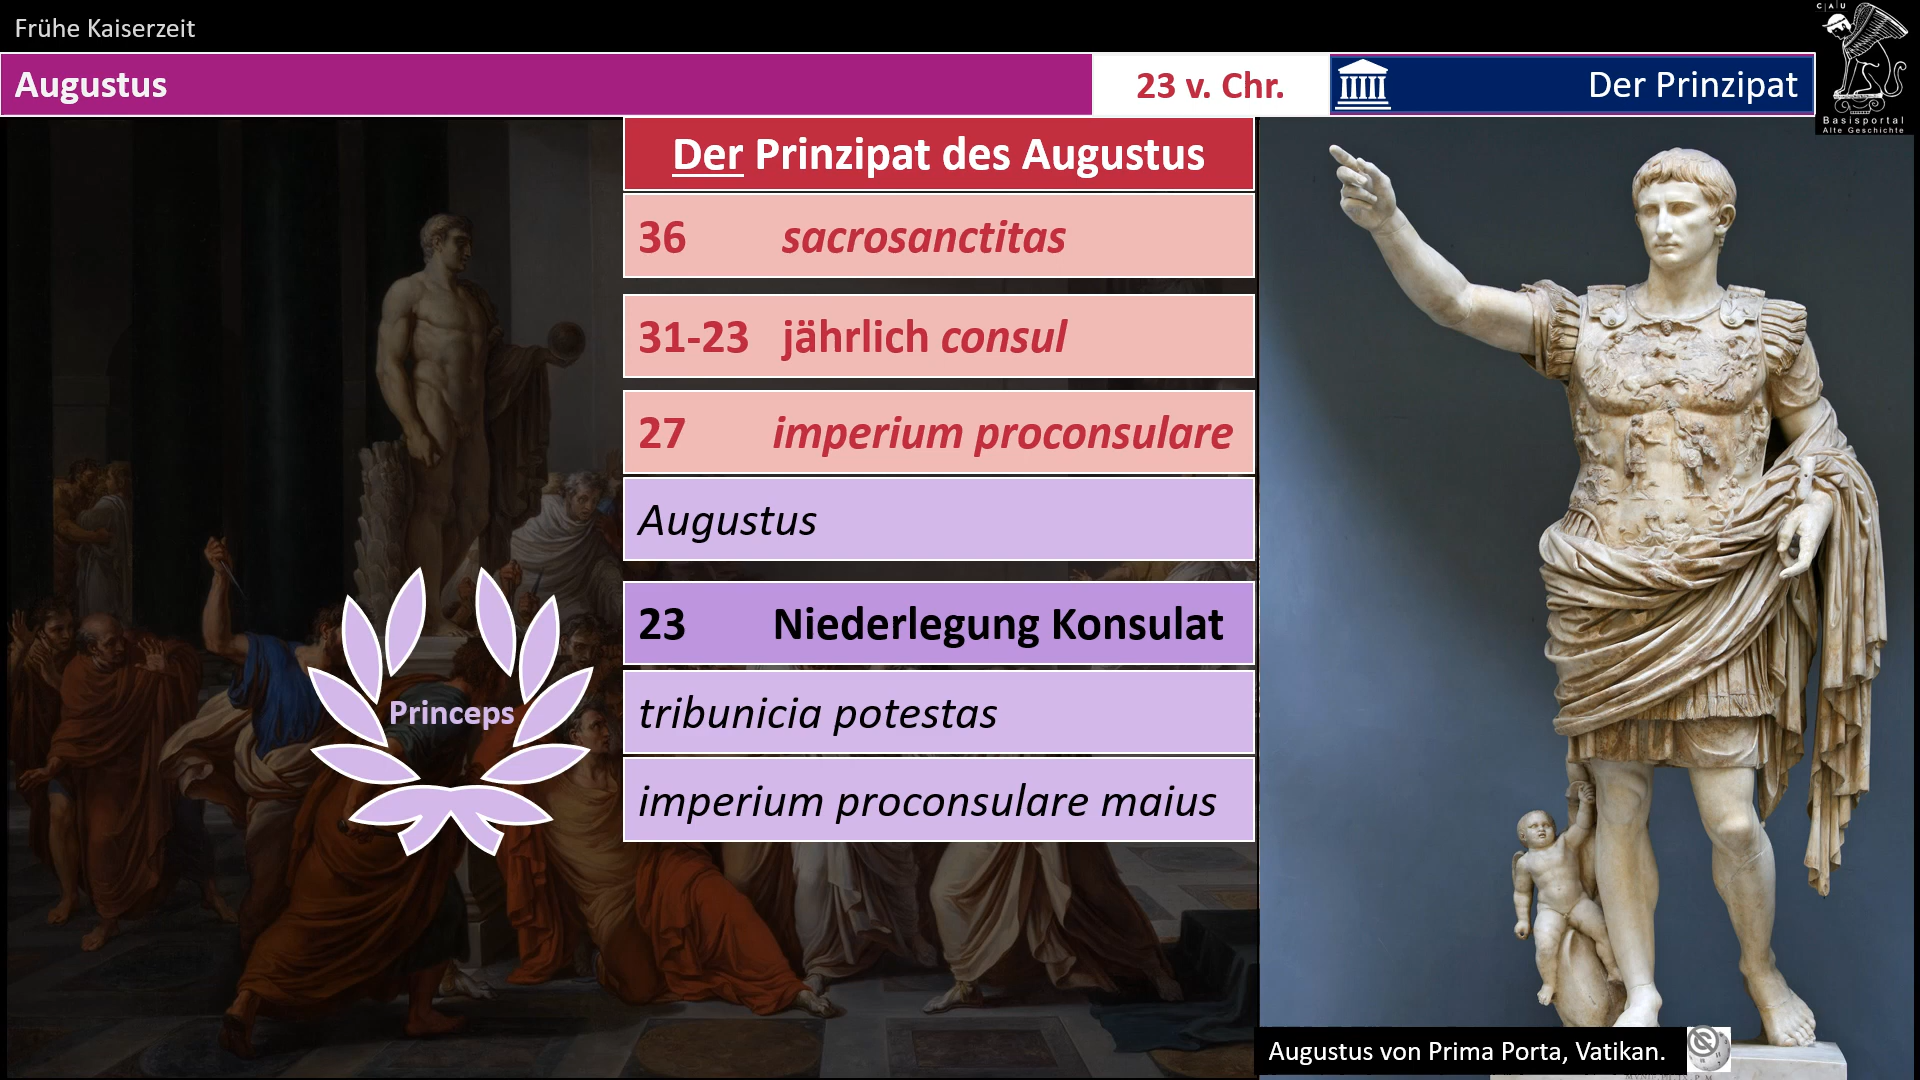 Frühe Kaiserzeit
Augustus
23 v. Chr.
Der Prinzipat
C|A|U
Basisportal
Alte Geschichte
Der Prinzipat des Augustus
36 sacrosanctitas
31-23 jährlich consul
27 imperium proconsulare
Augustus
23 Niederlegung Konsulat
tribunicia potestas
imperium proconsulare maius
Princeps
Augustus von Prima Porta, Vatikan.